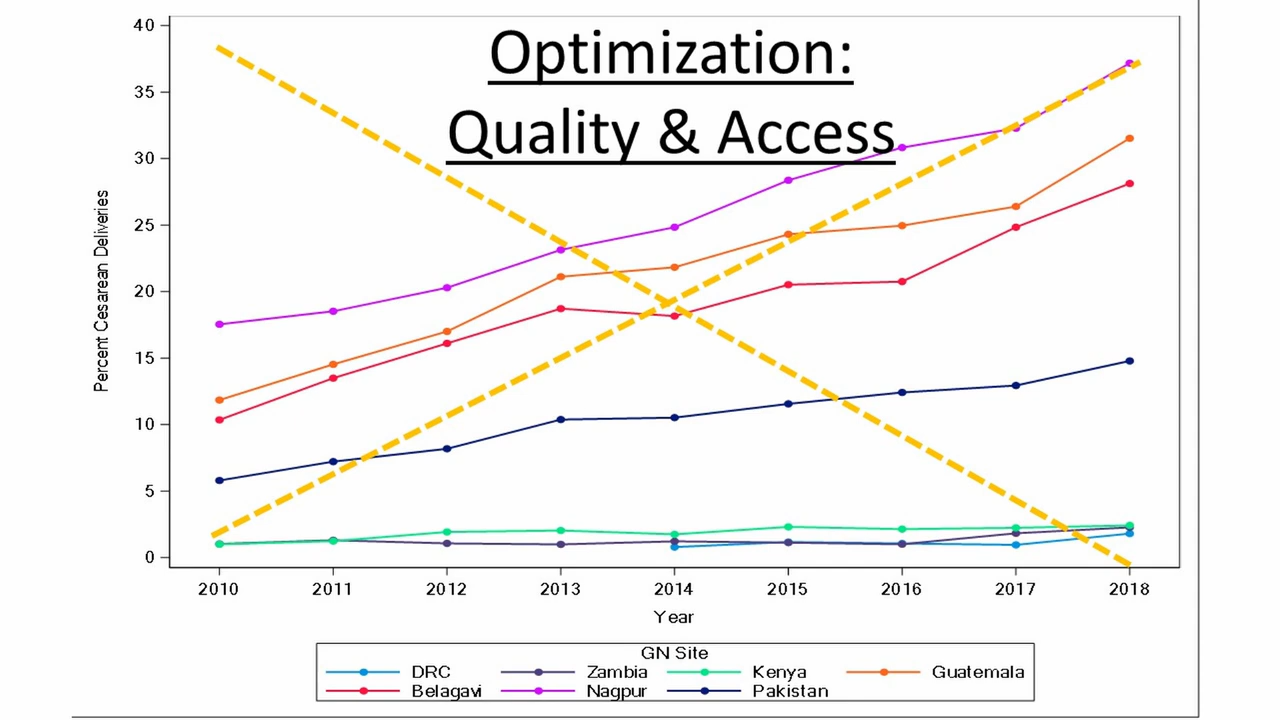 Optimization:
Quality & Access
Percent Cesarean Deliveries
40
35
30
25
20
15
10
5
0
2010 2011 2012 2013 2014 2015 2016 2017 2018
Year
GN Site
DRC Zambia Kenya Guatemala
Belagavi Nagpur Pakistan